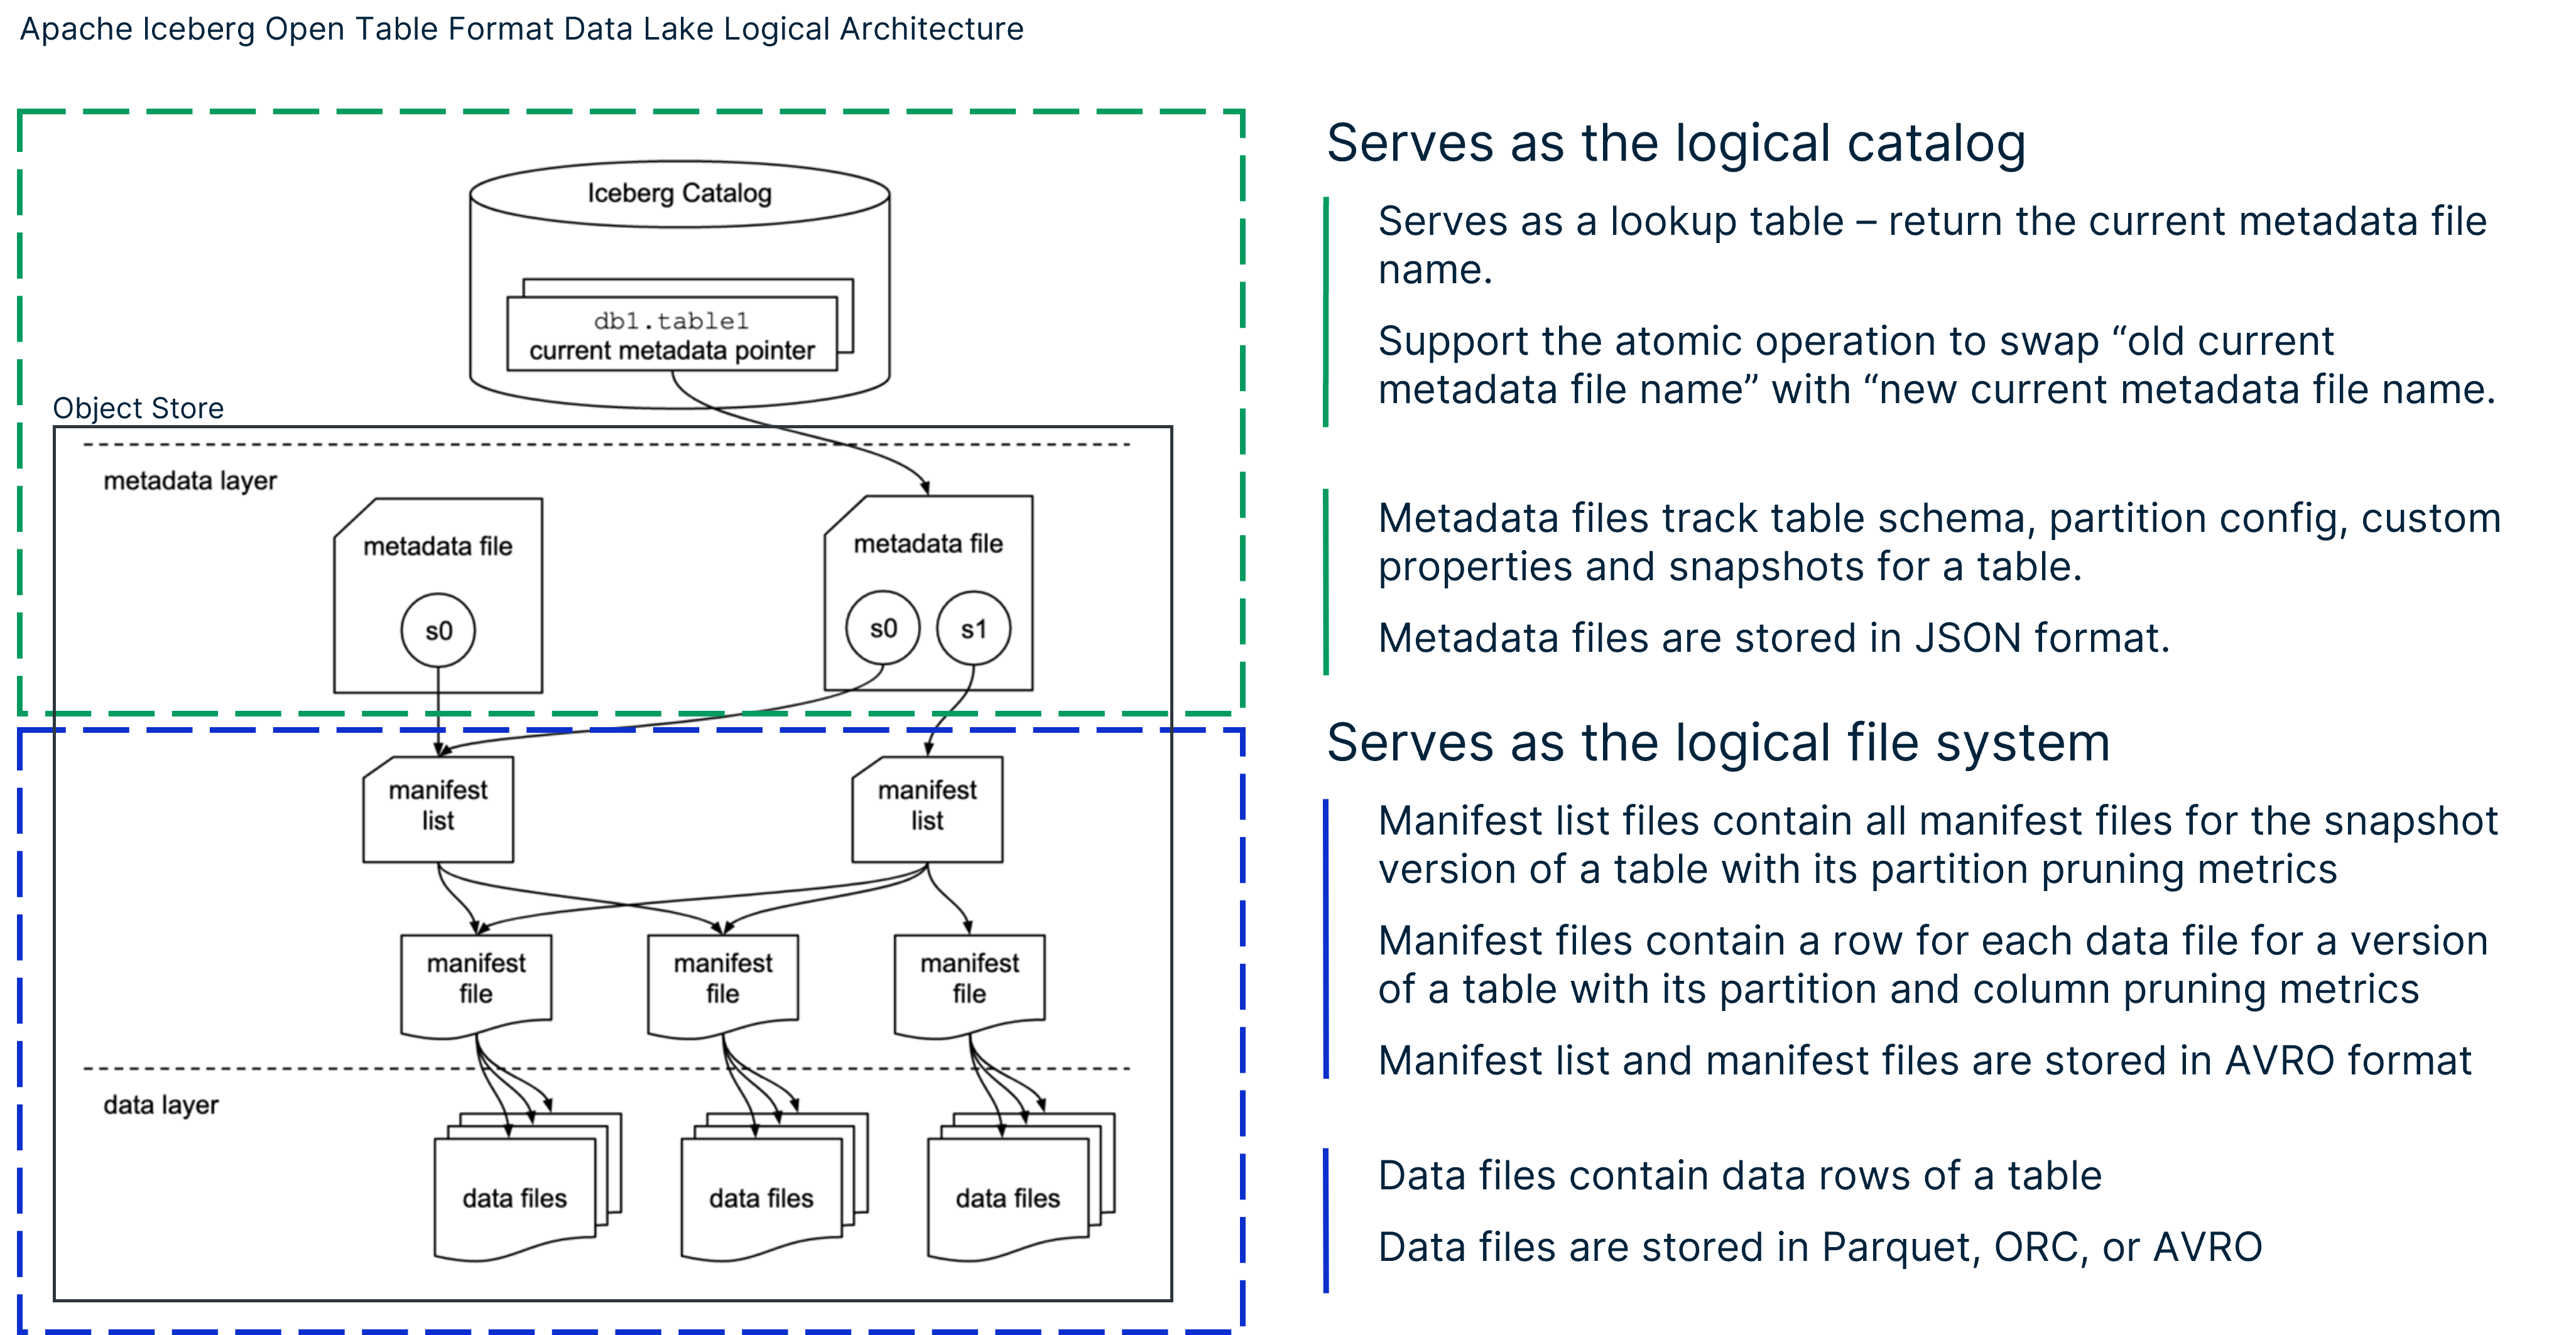 Apache Iceberg Open Table Format Data Lake Logical Architecture
Iceberg Catalog
db1.table1
current metadata pointer
Object Store
metadata layer
metadata file
s0
metadata file
s0
s1
manifest
list
manifest
list
manifest
file
manifest
file
manifest
file
data layer
data files
data files
data files
Serves as the logical catalog
Serves as a lookup table – return the current metadata file
name.
Support the atomic operation to swap “old current
metadata file name” with “new current metadata file name.
Metadata files track table schema, partition config, custom
properties and snapshots for a table.
Metadata files are stored in JSON format.
Serves as the logical file system
Manifest list files contain all manifest files for the snapshot
version of a table with its partition pruning metrics
Manifest files contain a row for each data file for a version
of a table with its partition and column pruning metrics
Manifest list and manifest files are stored in AVRO format
Data files contain data rows of a table
Data files are stored in Parquet, ORC, or AVRO